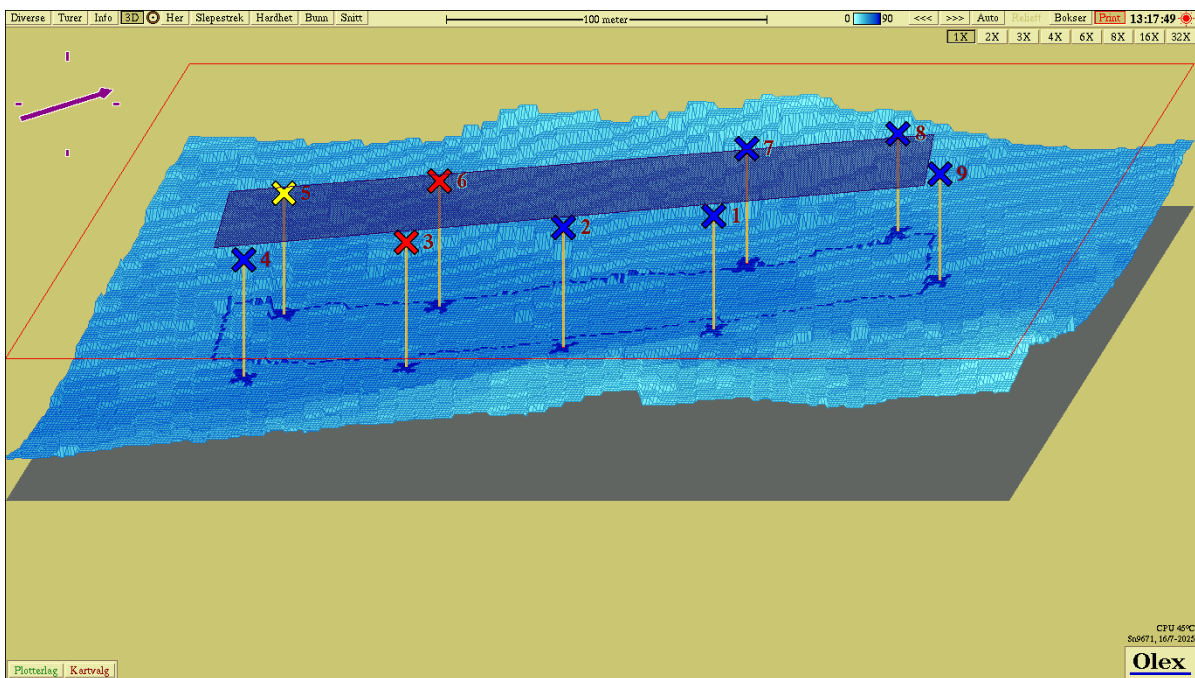 Diverse Turer Info 3D Her Slepestrek Hardhet Bunn Snitt 100 meter 0 90 <<< >>> Auto Relieff Bokser Print 13:17:49
1X 2X 3X 4X 6X 8X 16X 32X
8
7
9
6
5
1
2
3
4
CPU 45°C
Sn9671, 16/7-2025
Plotterlag Kartvalg
Olex